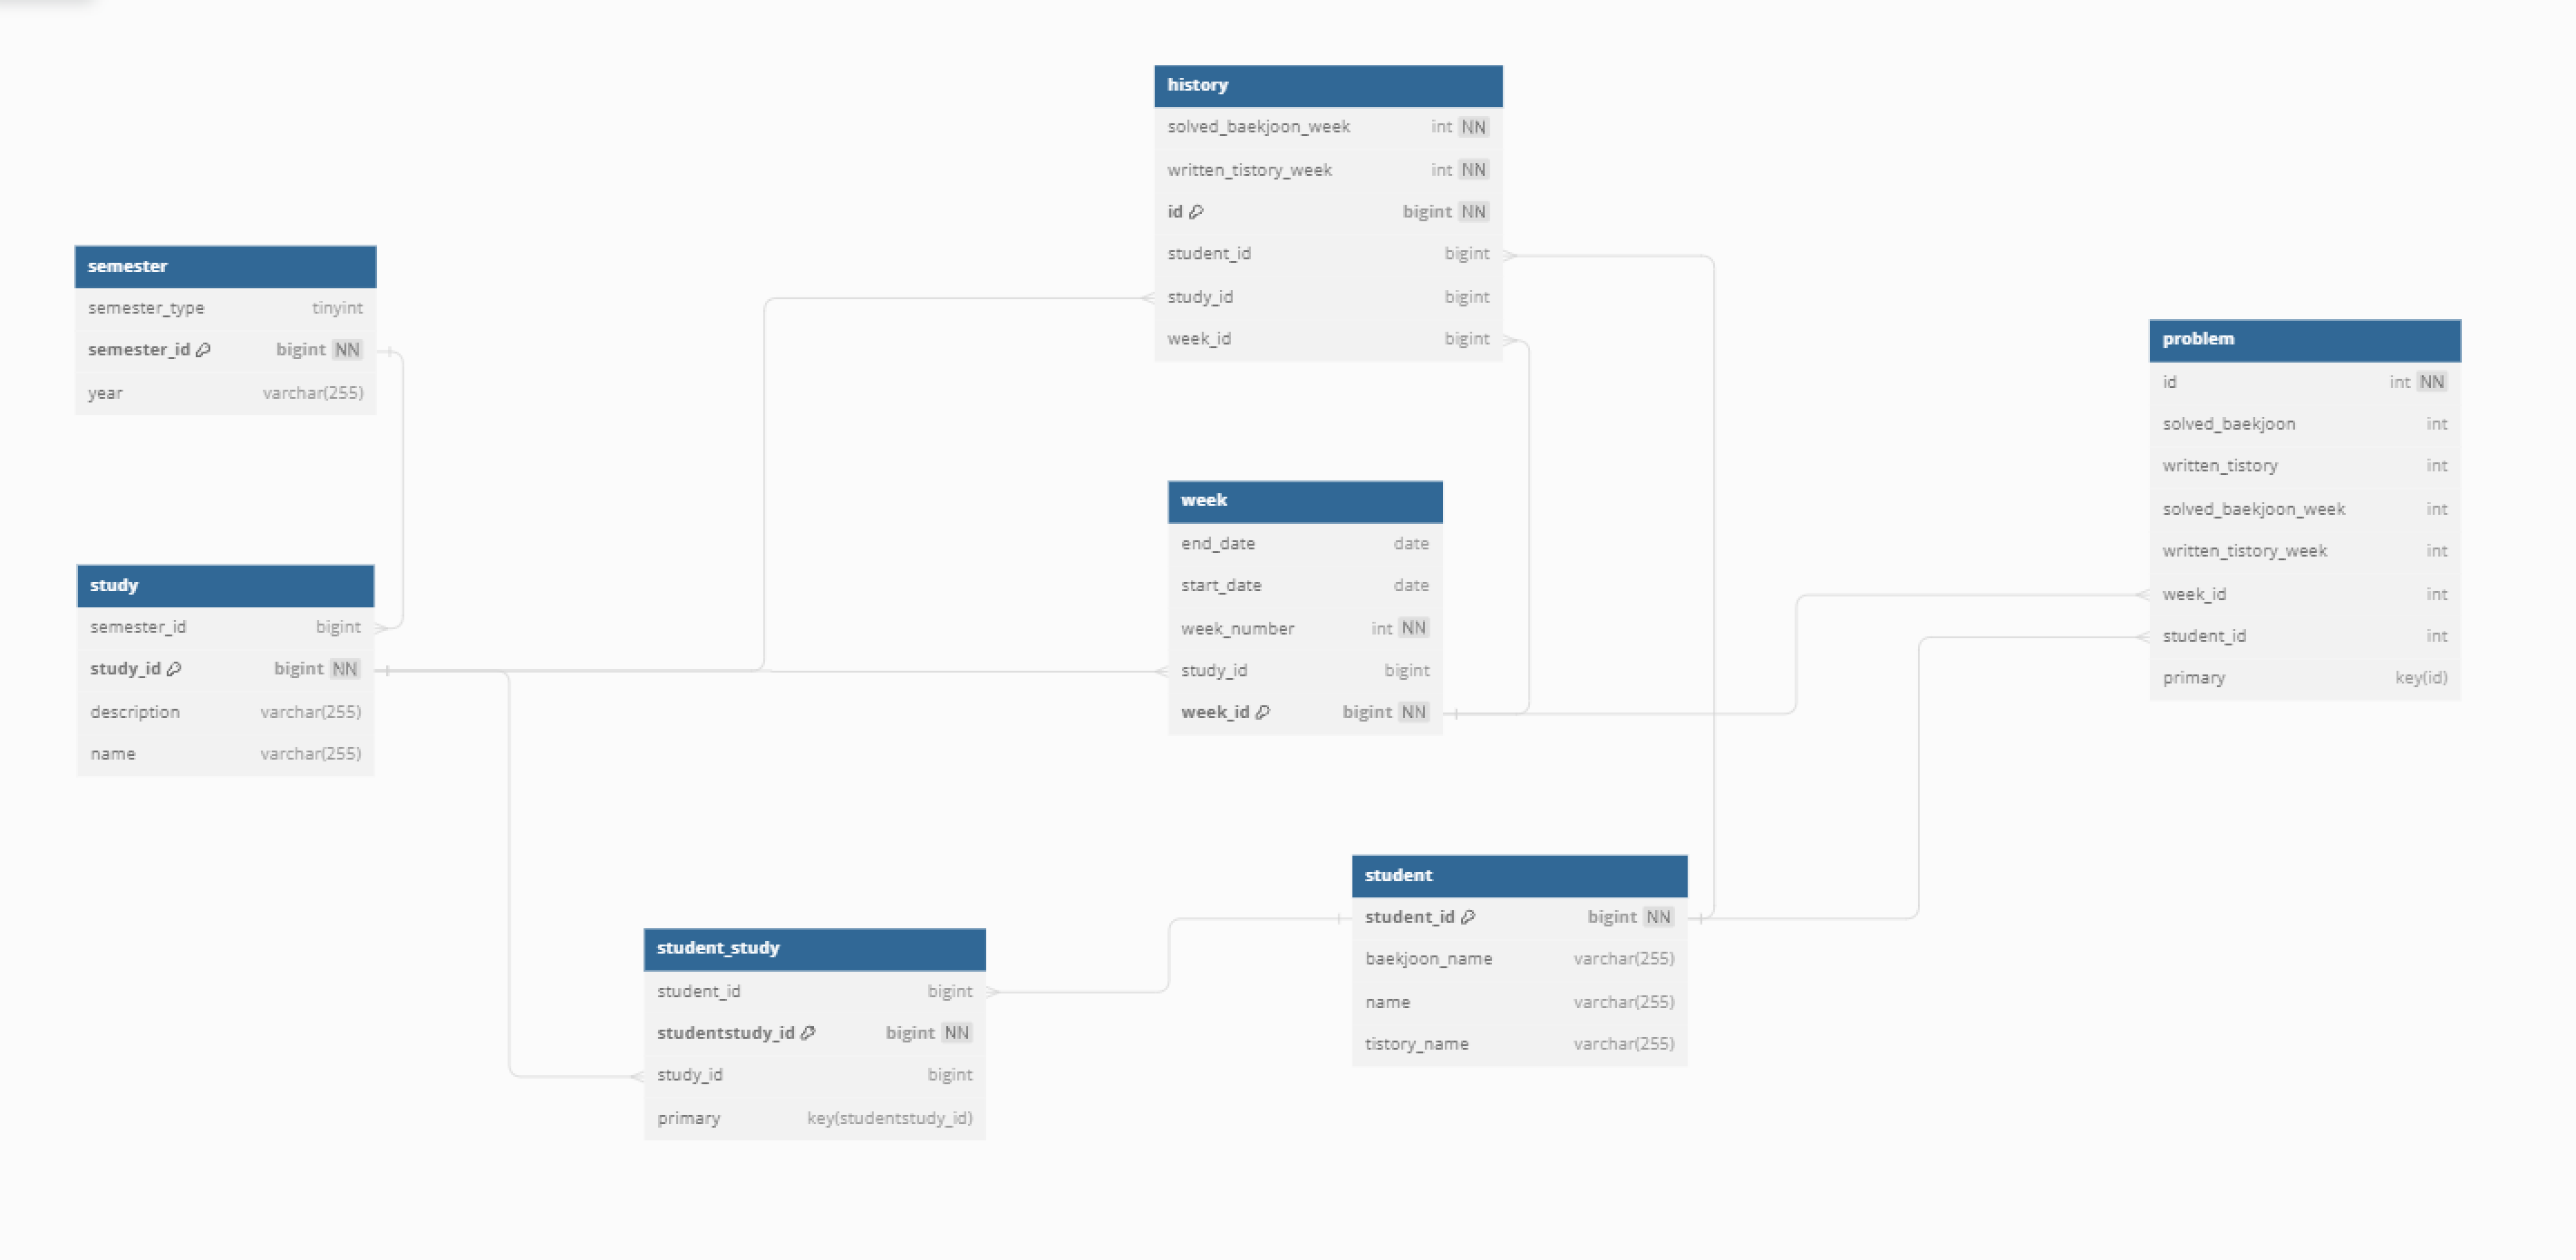 history
solved_baekjoon_week int NN
written_tistory_week int NN
id bigint NN
student_id bigint
study_id bigint
week_id bigint
semester
semester_type tinyint
semester_id bigint NN
year varchar(255)
problem
id int NN
solved_baekjoon int
written_tistory int
solved_baekjoon_week int
written_tistory_week int
week_id int
student_id int
primary key(id)
week
end_date date
start_date date
week_number int NN
study_id bigint
week_id bigint NN
study
semester_id bigint
study_id bigint NN
description varchar(255)
name varchar(255)
student
student_id bigint NN
baekjoon_name varchar(255)
name varchar(255)
tistory_name varchar(255)
student_study
student_id bigint
studentstudy_id bigint NN
study_id bigint
primary key(studentstudy_id)